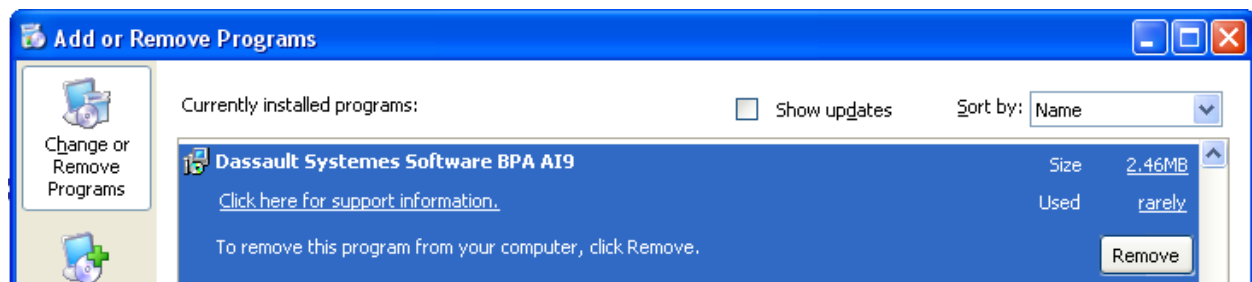 Add or Remove Programs
Change or
Remove
Programs
Currently installed programs:
Show updates
Sort by:
Name
Dassault Systemes Software BPA AI9
Size
2.46MB
Click here for support information.
Used
rarely
To remove this program from your computer, click Remove.
Remove